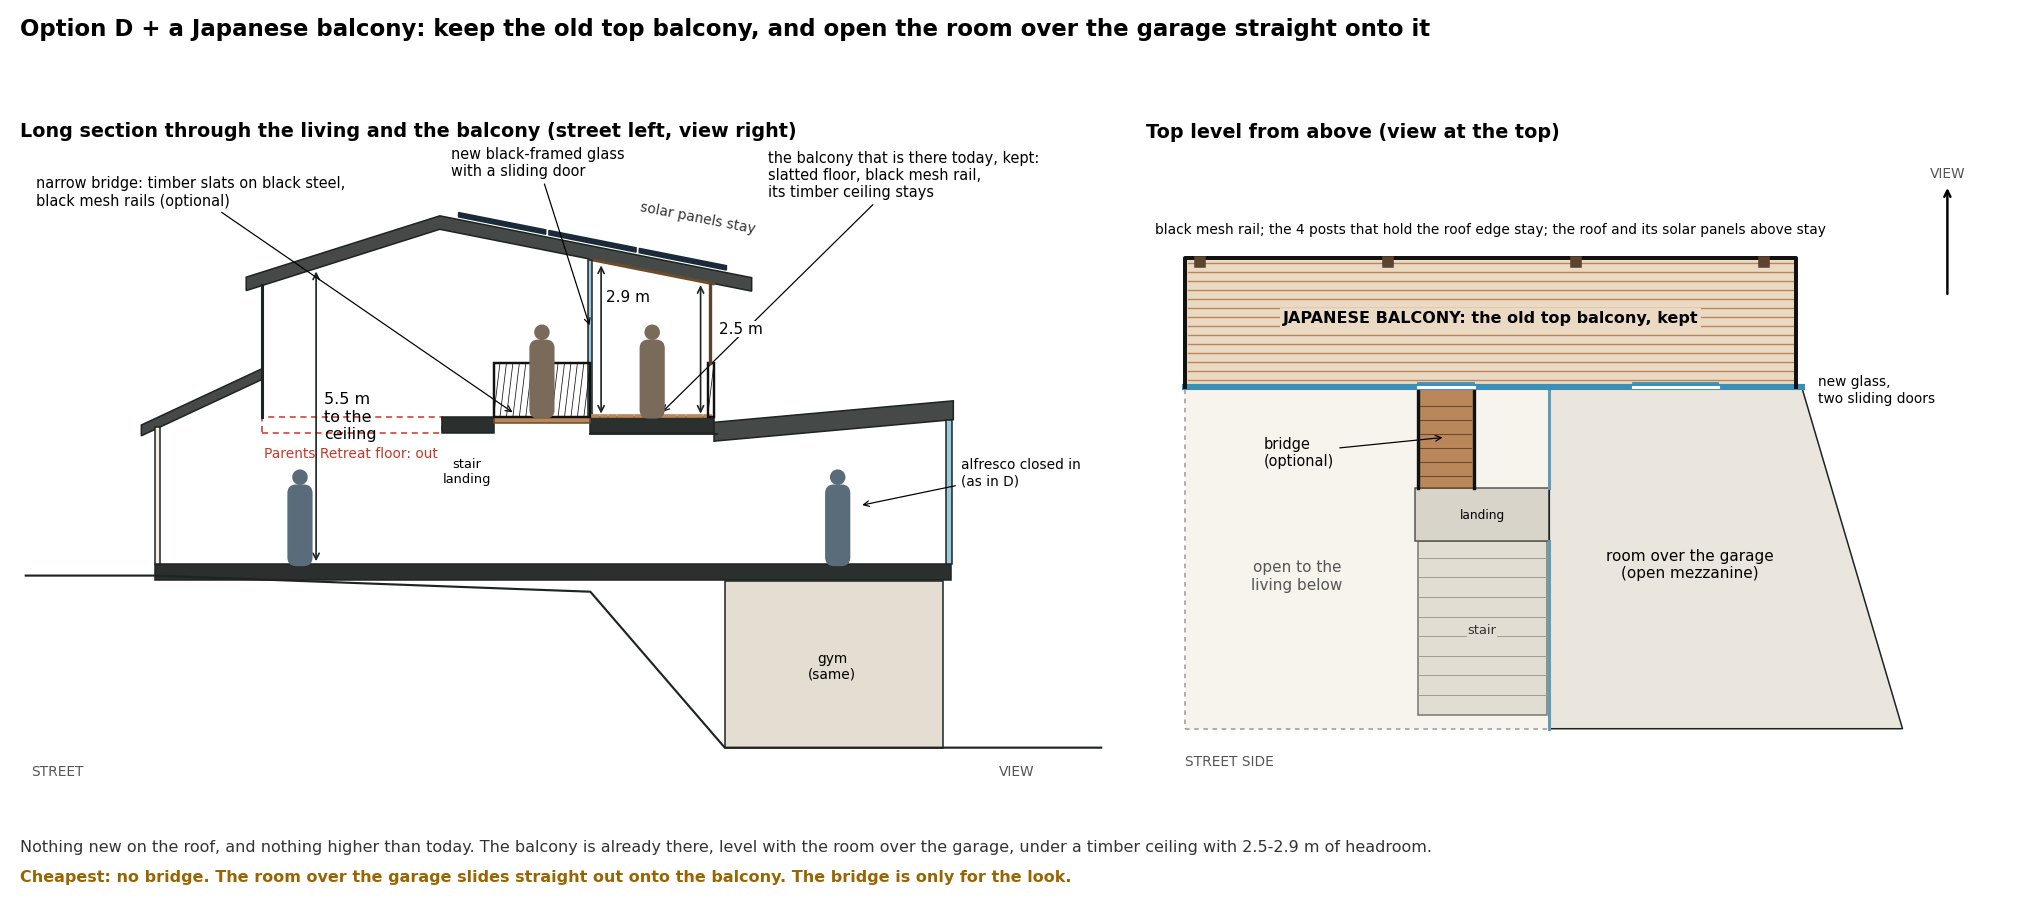 Option D + a Japanese balcony: keep the old top balcony, and open the room over the garage straight onto it
Long section through the living and the balcony (street left, view right)
narrow bridge: timber slats on black steel,
black mesh rails (optional)
new black-framed glass
with a sliding door
the balcony that is there today, kept:
slatted floor, black mesh rail,
its timber ceiling stays
solar panels stay
2.9 m
2.5 m
5.5 m
to the
ceiling
Parents Retreat floor: out
stair
landing
alfresco closed in
(as in D)
gym
(same)
STREET
VIEW
Top level from above (view at the top)
VIEW
black mesh rail; the 4 posts that hold the roof edge stay; the roof and its solar panels above stay
JAPANESE BALCONY: the old top balcony, kept
new glass,
two sliding doors
bridge
(optional)
landing
open to the
living below
room over the garage
(open mezzanine)
stair
STREET SIDE
Nothing new on the roof, and nothing higher than today. The balcony is already there, level with the room over the garage, under a timber ceiling with 2.5-2.9 m of headroom.
Cheapest: no bridge. The room over the garage slides straight out onto the balcony. The bridge is only for the look.